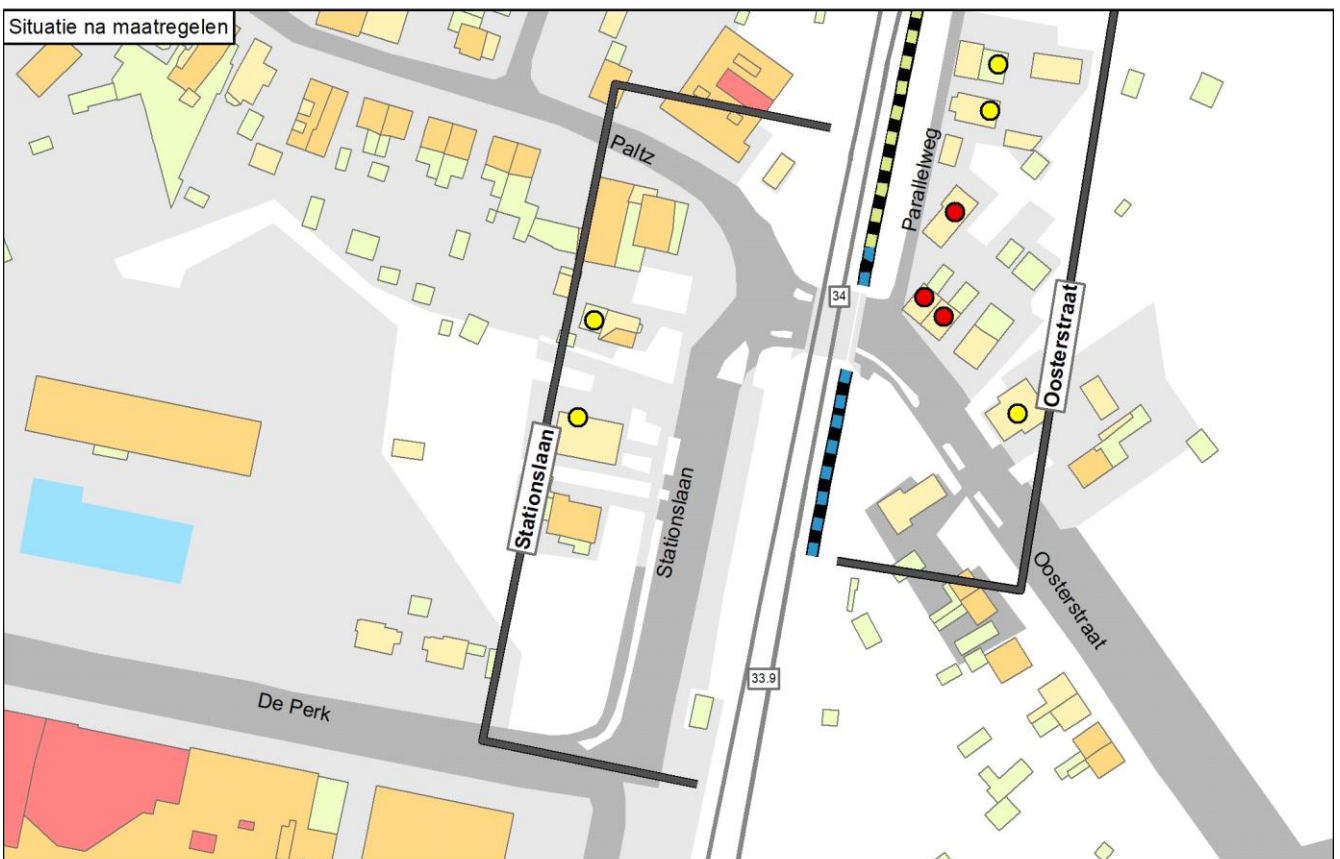 Situatie na maatregelen
Paltz
Parallelweg
34
Oosterstraat
Stationslaan
Stationslaan
Oosterstraat
33.9
De Perk